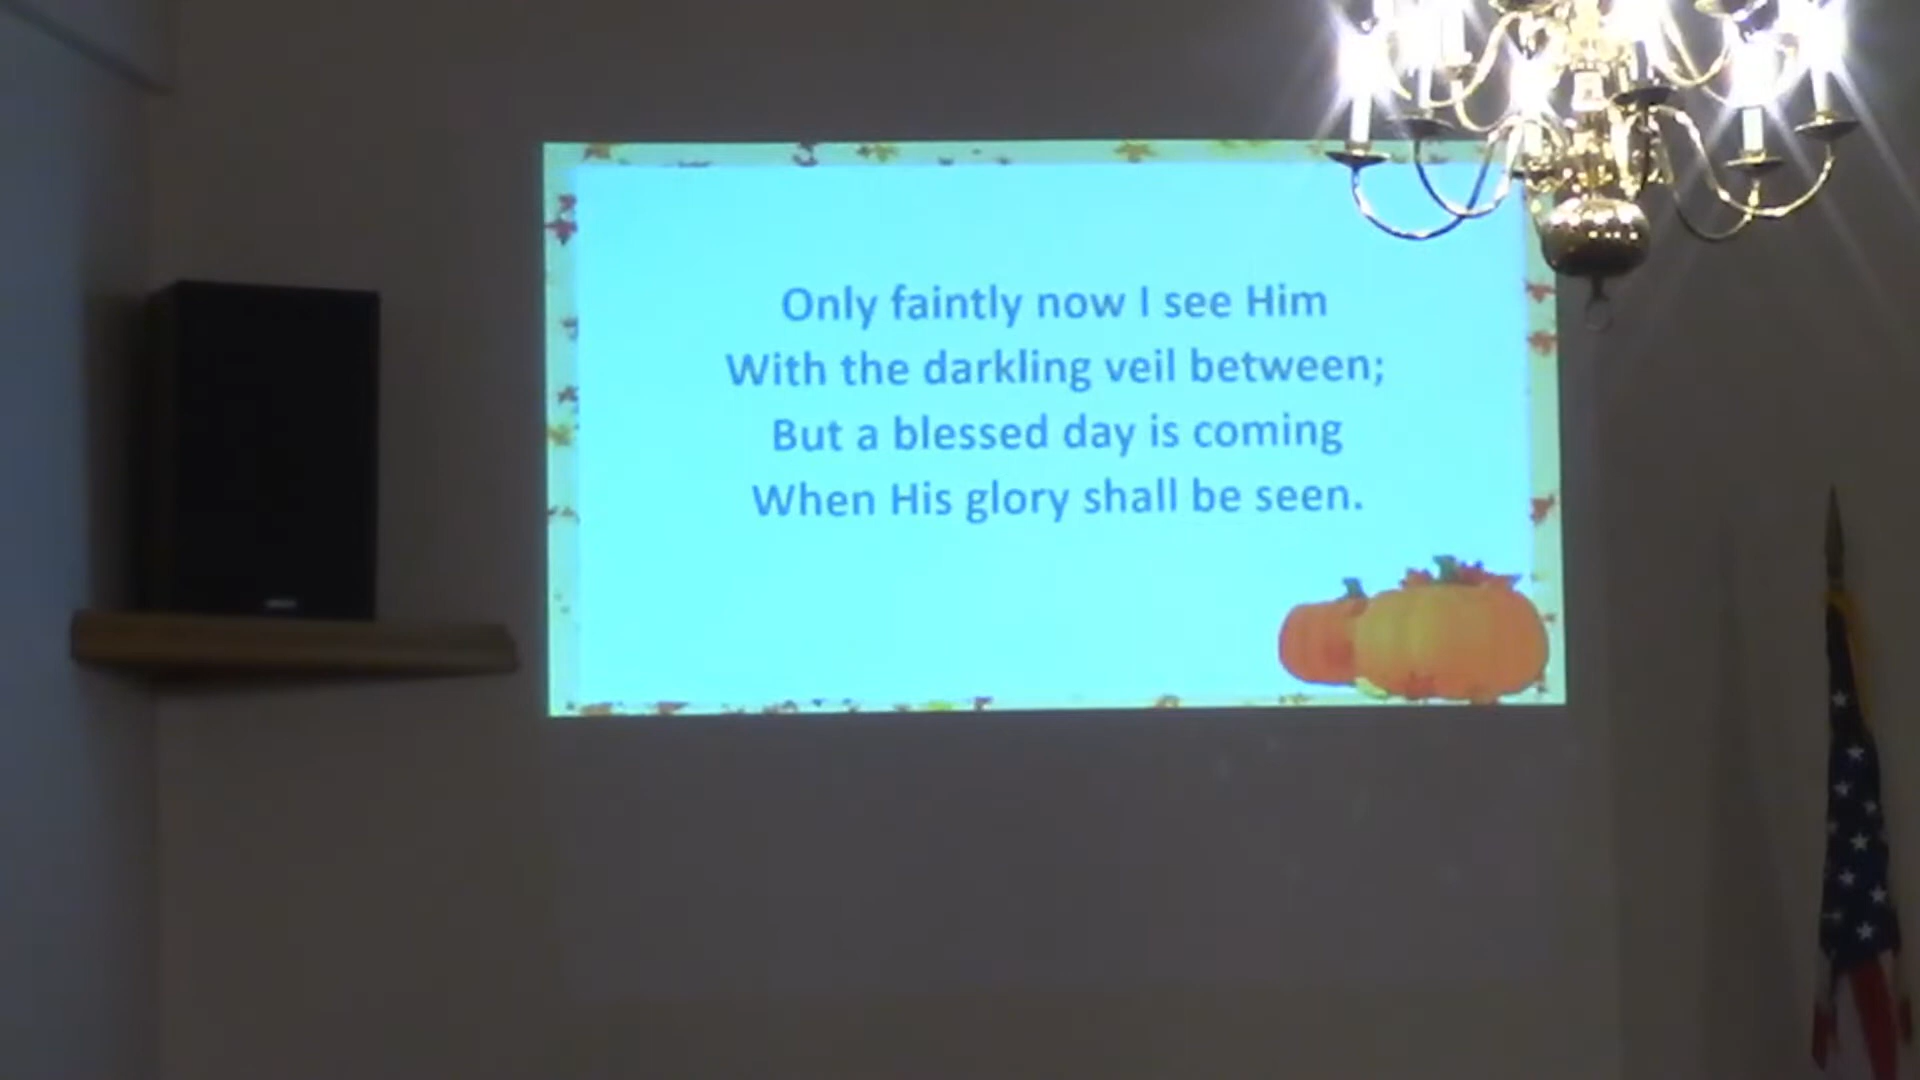 Only faintly now I see Him
With the darkling veil between;
But a blessed day is coming
When His glory shall be seen.